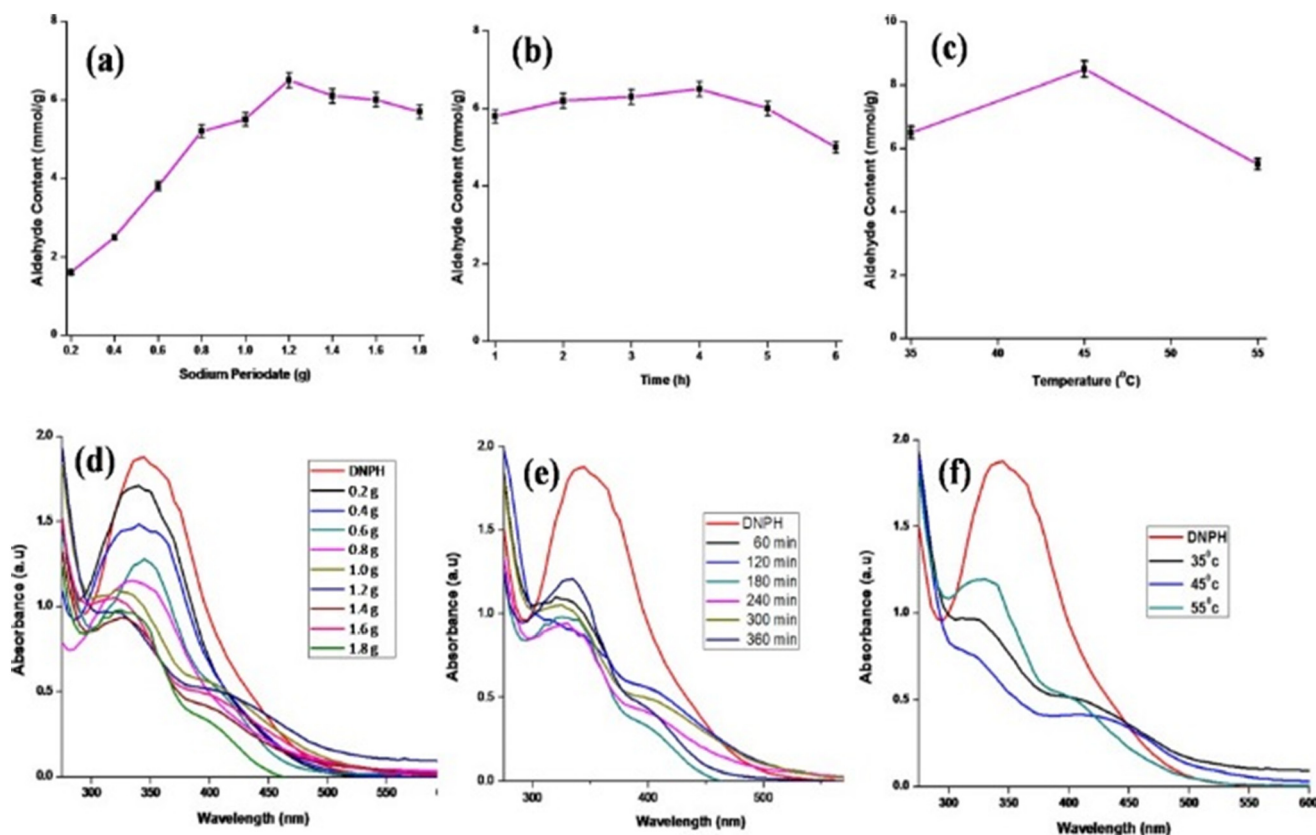 (a)
Aldehyde Content (mmol/g)
8
6
4
2
0
0.2 0.4 0.6 0.8 1.0 1.2 1.4 1.6 1.8
Sodium Periodate (g)
(b)
Aldehyde Content (mmol/g)
8
6
4
2
0
1 2 3 4 5 6
Time (h)
(c)
Aldehyde Content (mmol/g)
10
8
6
4
2
0
35 40 45 50 55
Temperature (⁰C)
(d)
Absorbance (a.u)
2.0
1.5
1.0
0.5
0.0
300 350 400 450 500 550
Wavelength (nm)
DNPH
0.2 g
0.4 g
0.6 g
0.8 g
1.0 g
1.2 g
1.4 g
1.6 g
1.8 g
(e)
Absorbance (a.u)
2.0
1.5
1.0
0.5
0.0
300 400 500
Wavelength (nm)
DNPH
60 min
120 min
180 min
240 min
300 min
360 min
(f)
Absorbance (a.u)
2.0
1.5
1.0
0.5
0.0
300 350 400 450 500 550 600
Wavelength (nm)
DNPH
35⁰c
45⁰c
55⁰c